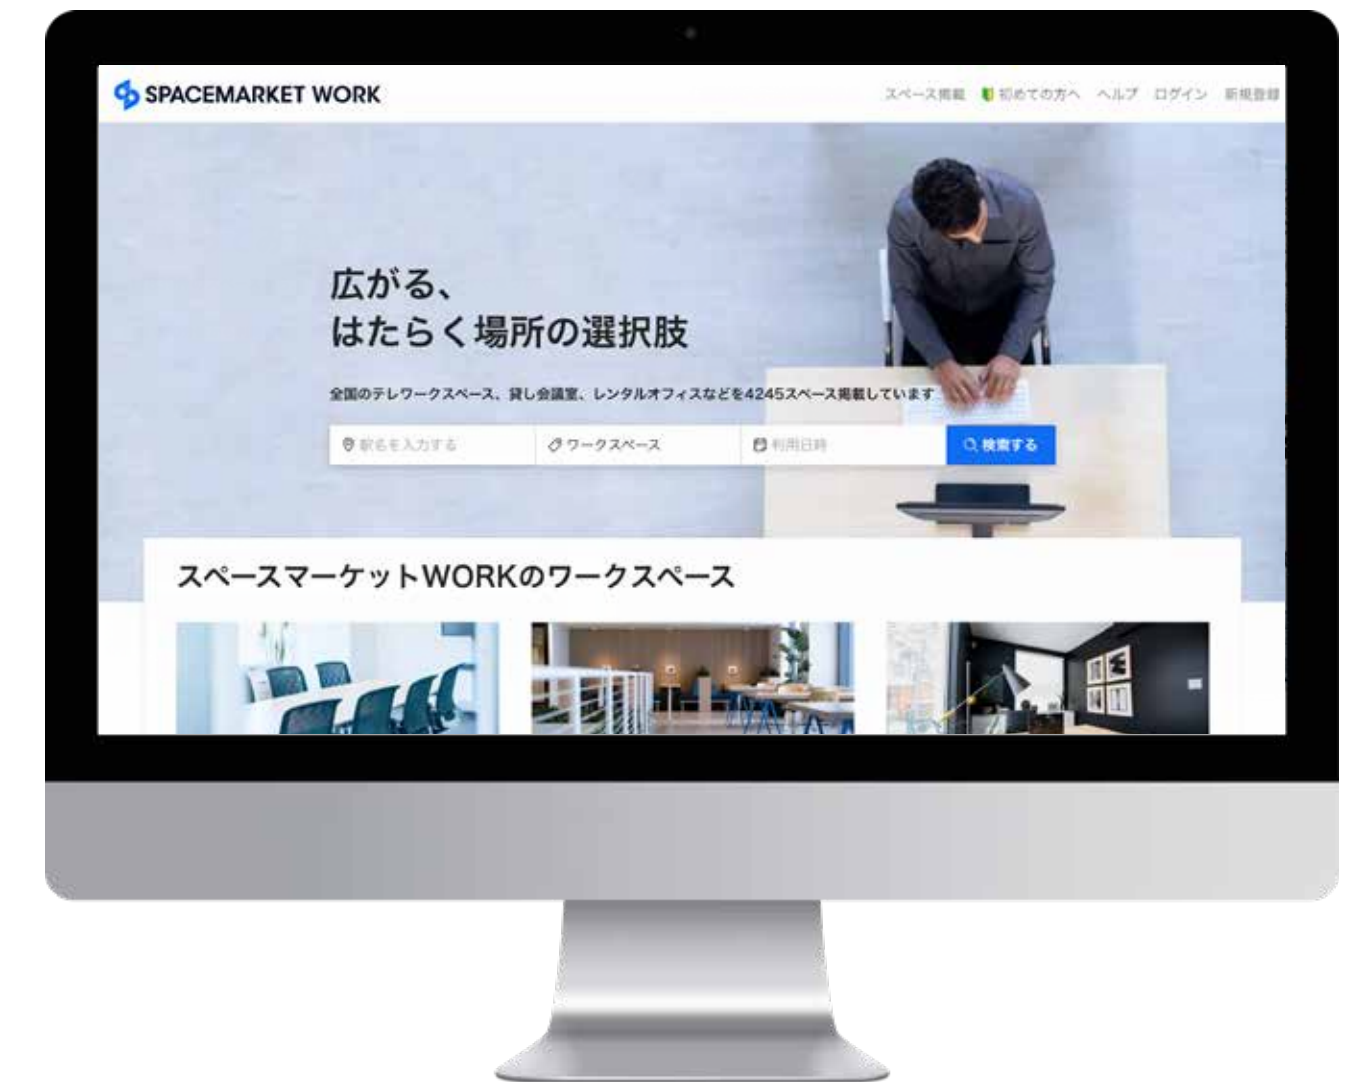 SPACEMARKET WORK
スペース掲載 初めての方へ ヘルプ ログイン 新規登録
広がる、
はたらく場所の選択肢
全国のテレワークスペース、貸し会議室、レンタルオフィスなどを4245スペース掲載しています
駅名を入力する ワークスペース 利用日時 検索する
スペースマーケットWORKのワークスペース